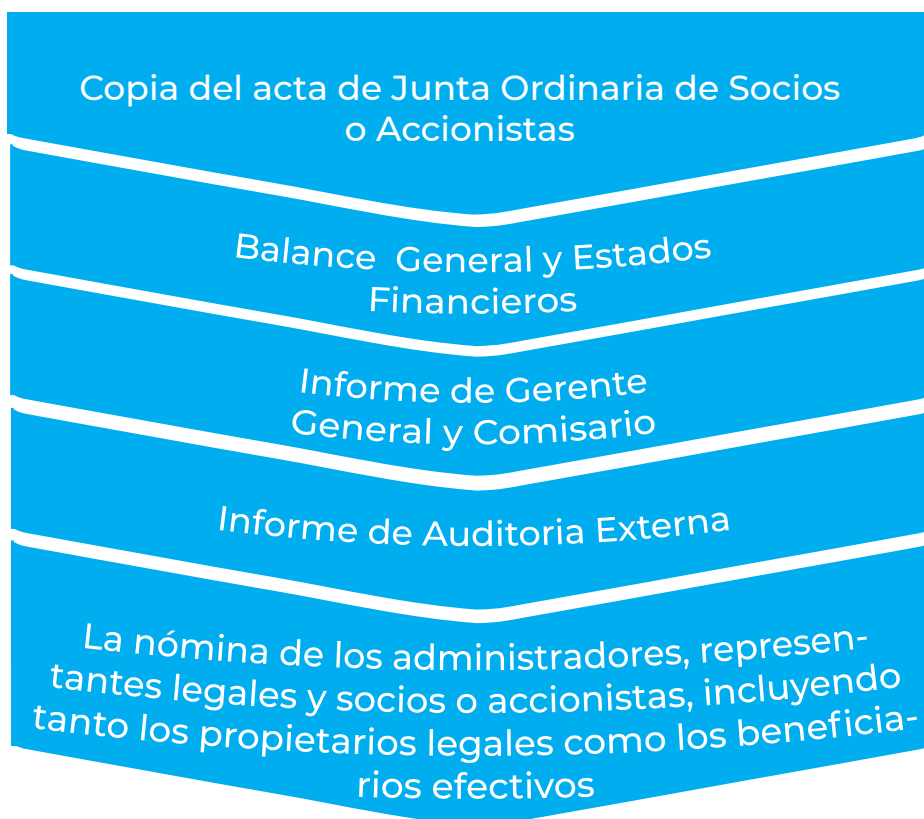 Copia del acta de Junta Ordinaria de Socios
o Accionistas
Balance General y Estados
Financieros
Informe de Gerente
General y Comisario
Informe de Auditoria Externa
La nómina de los administradores, represen-
tantes legales y socios o accionistas, incluyendo
tanto los propietarios legales como los beneficia-
rios efectivos